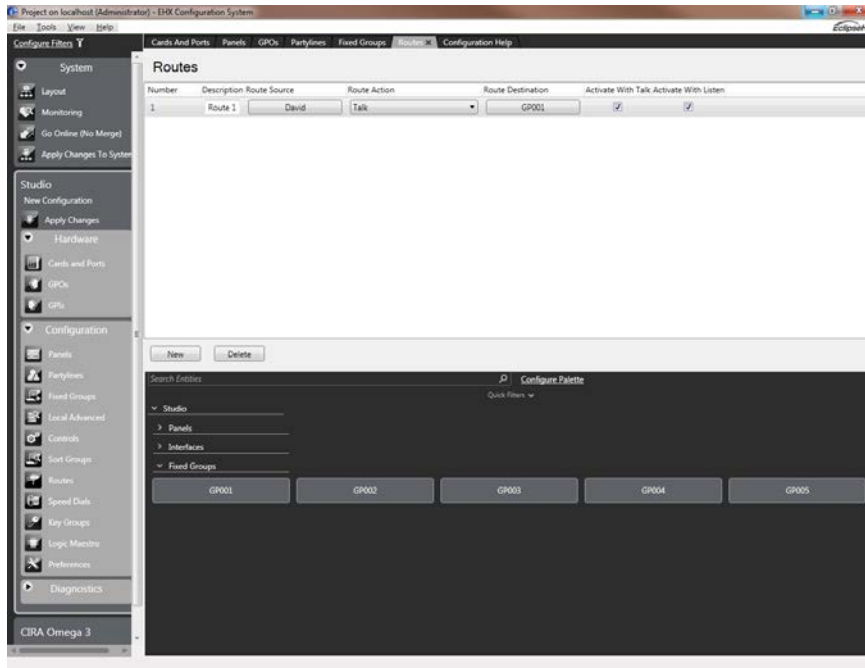 Project on localhost (Administrator) - EHX Configuration System
File Tools View Help
Eclipse
Configure Filters
Cards And Ports Panels GPOs Partylines Fixed Groups Routes Configuration Help
System
Layout
Monitoring
Go Online (No Merge)
Apply Changes To System
Studio
New Configuration
Apply Changes
Hardware
Cards and Ports
GPOs
GPIs
Configuration
Panels
Partylines
Fixed Groups
Local Advanced
Controls
Sort Groups
Routes
Speed Dials
Key Groups
Logic Maestro
Preferences
Diagnostics
CIRA Omega 3
Routes
Number Description Route Source Route Action Route Destination Activate With Talk Activate With Listen
1 Route 1 David Talk GP001
New Delete
Search Entities Configure Palette
Quick Filters
Studio
Panels
Interfaces
Fixed Groups
GP001 GP002 GP003 GP004 GP005